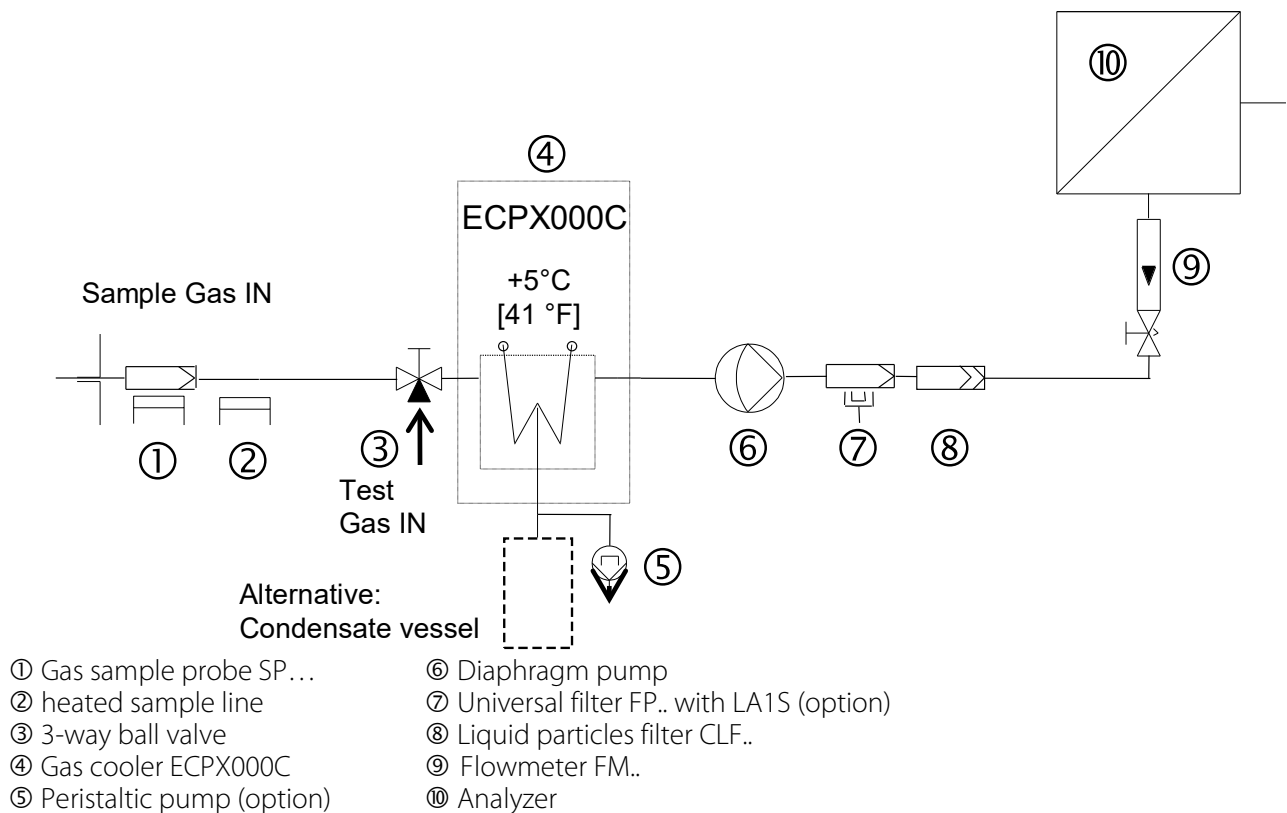 ⑩
④
ECPX000C
⑨
Sample Gas IN
+5°C
[41 °F]
①
②
③
⑥
⑦
⑧
Test
Gas IN
⑤
Alternative:
Condensate vessel
① Gas sample probe SP…
② heated sample line
③ 3-way ball valve
④ Gas cooler ECPX000C
⑤ Peristaltic pump (option)
⑥ Diaphragm pump
⑦ Universal filter FP.. with LA1S (option)
⑧ Liquid particles filter CLF..
⑨ Flowmeter FM..
⑩ Analyzer